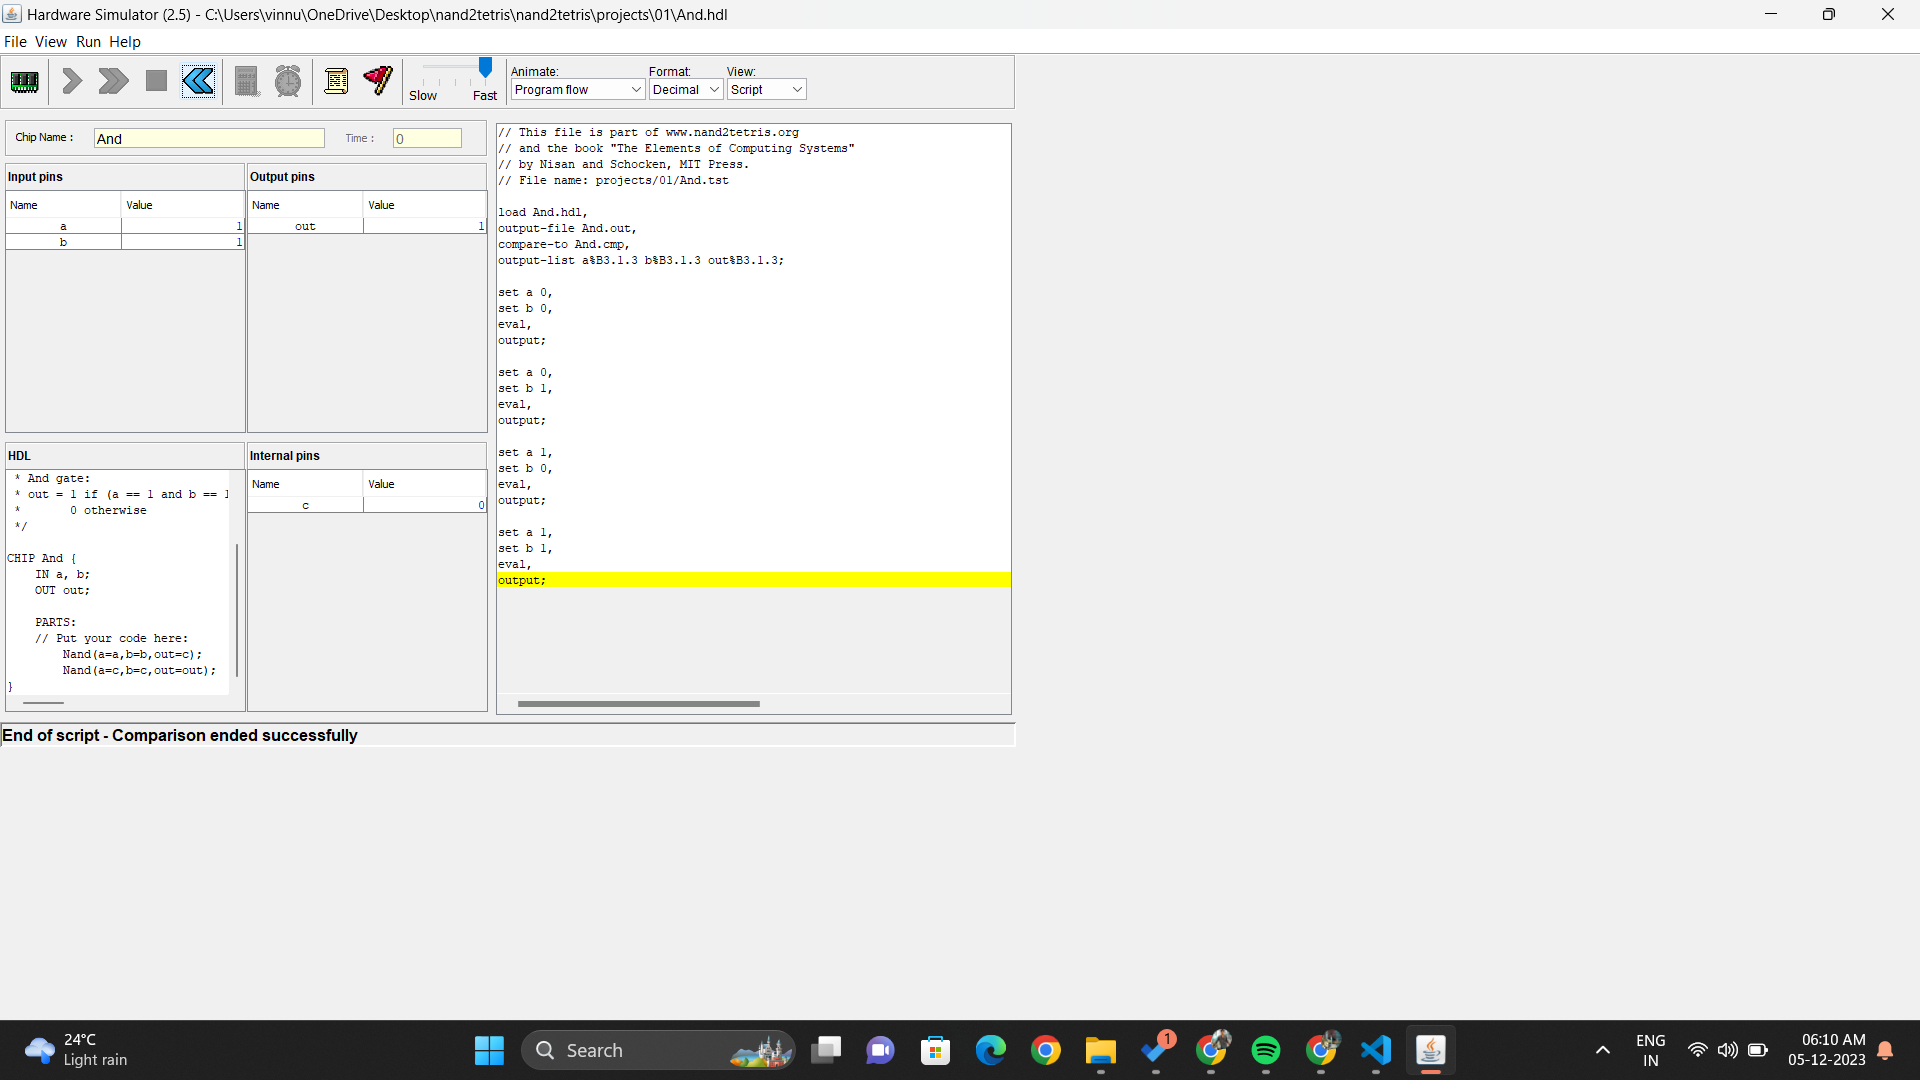 Hardware Simulator (2.5) - C:\Users\vinnu\OneDrive\Desktop\nand2tetris\nand2tetris\projects\01\And.hdl
File View Run Help
Slow Fast
Animate: Format: View:
Program flow Decimal Script
Chip Name : And Time : 0
Input pins
Name Value
a 1
b 1
Output pins
Name Value
out 1
HDL
* And gate:
* out = 1 if (a == 1 and b == 1
* 0 otherwise
*/
CHIP And {
IN a, b;
OUT out;
PARTS:
// Put your code here:
Nand(a=a,b=b,out=c);
Nand(a=c,b=c,out=out);
}
Internal pins
Name Value
c 0
// This file is part of www.nand2tetris.org
// and the book "The Elements of Computing Systems"
// by Nisan and Schocken, MIT Press.
// File name: projects/01/And.tst
load And.hdl,
output-file And.out,
compare-to And.cmp,
output-list a%B3.1.3 b%B3.1.3 out%B3.1.3;
set a 0,
set b 0,
eval,
output;
set a 0,
set b 1,
eval,
output;
set a 1,
set b 0,
eval,
output;
set a 1,
set b 1,
eval,
output;
End of script - Comparison ended successfully
24°C
Light rain
Search
1
ENG
IN
06:10 AM
05-12-2023